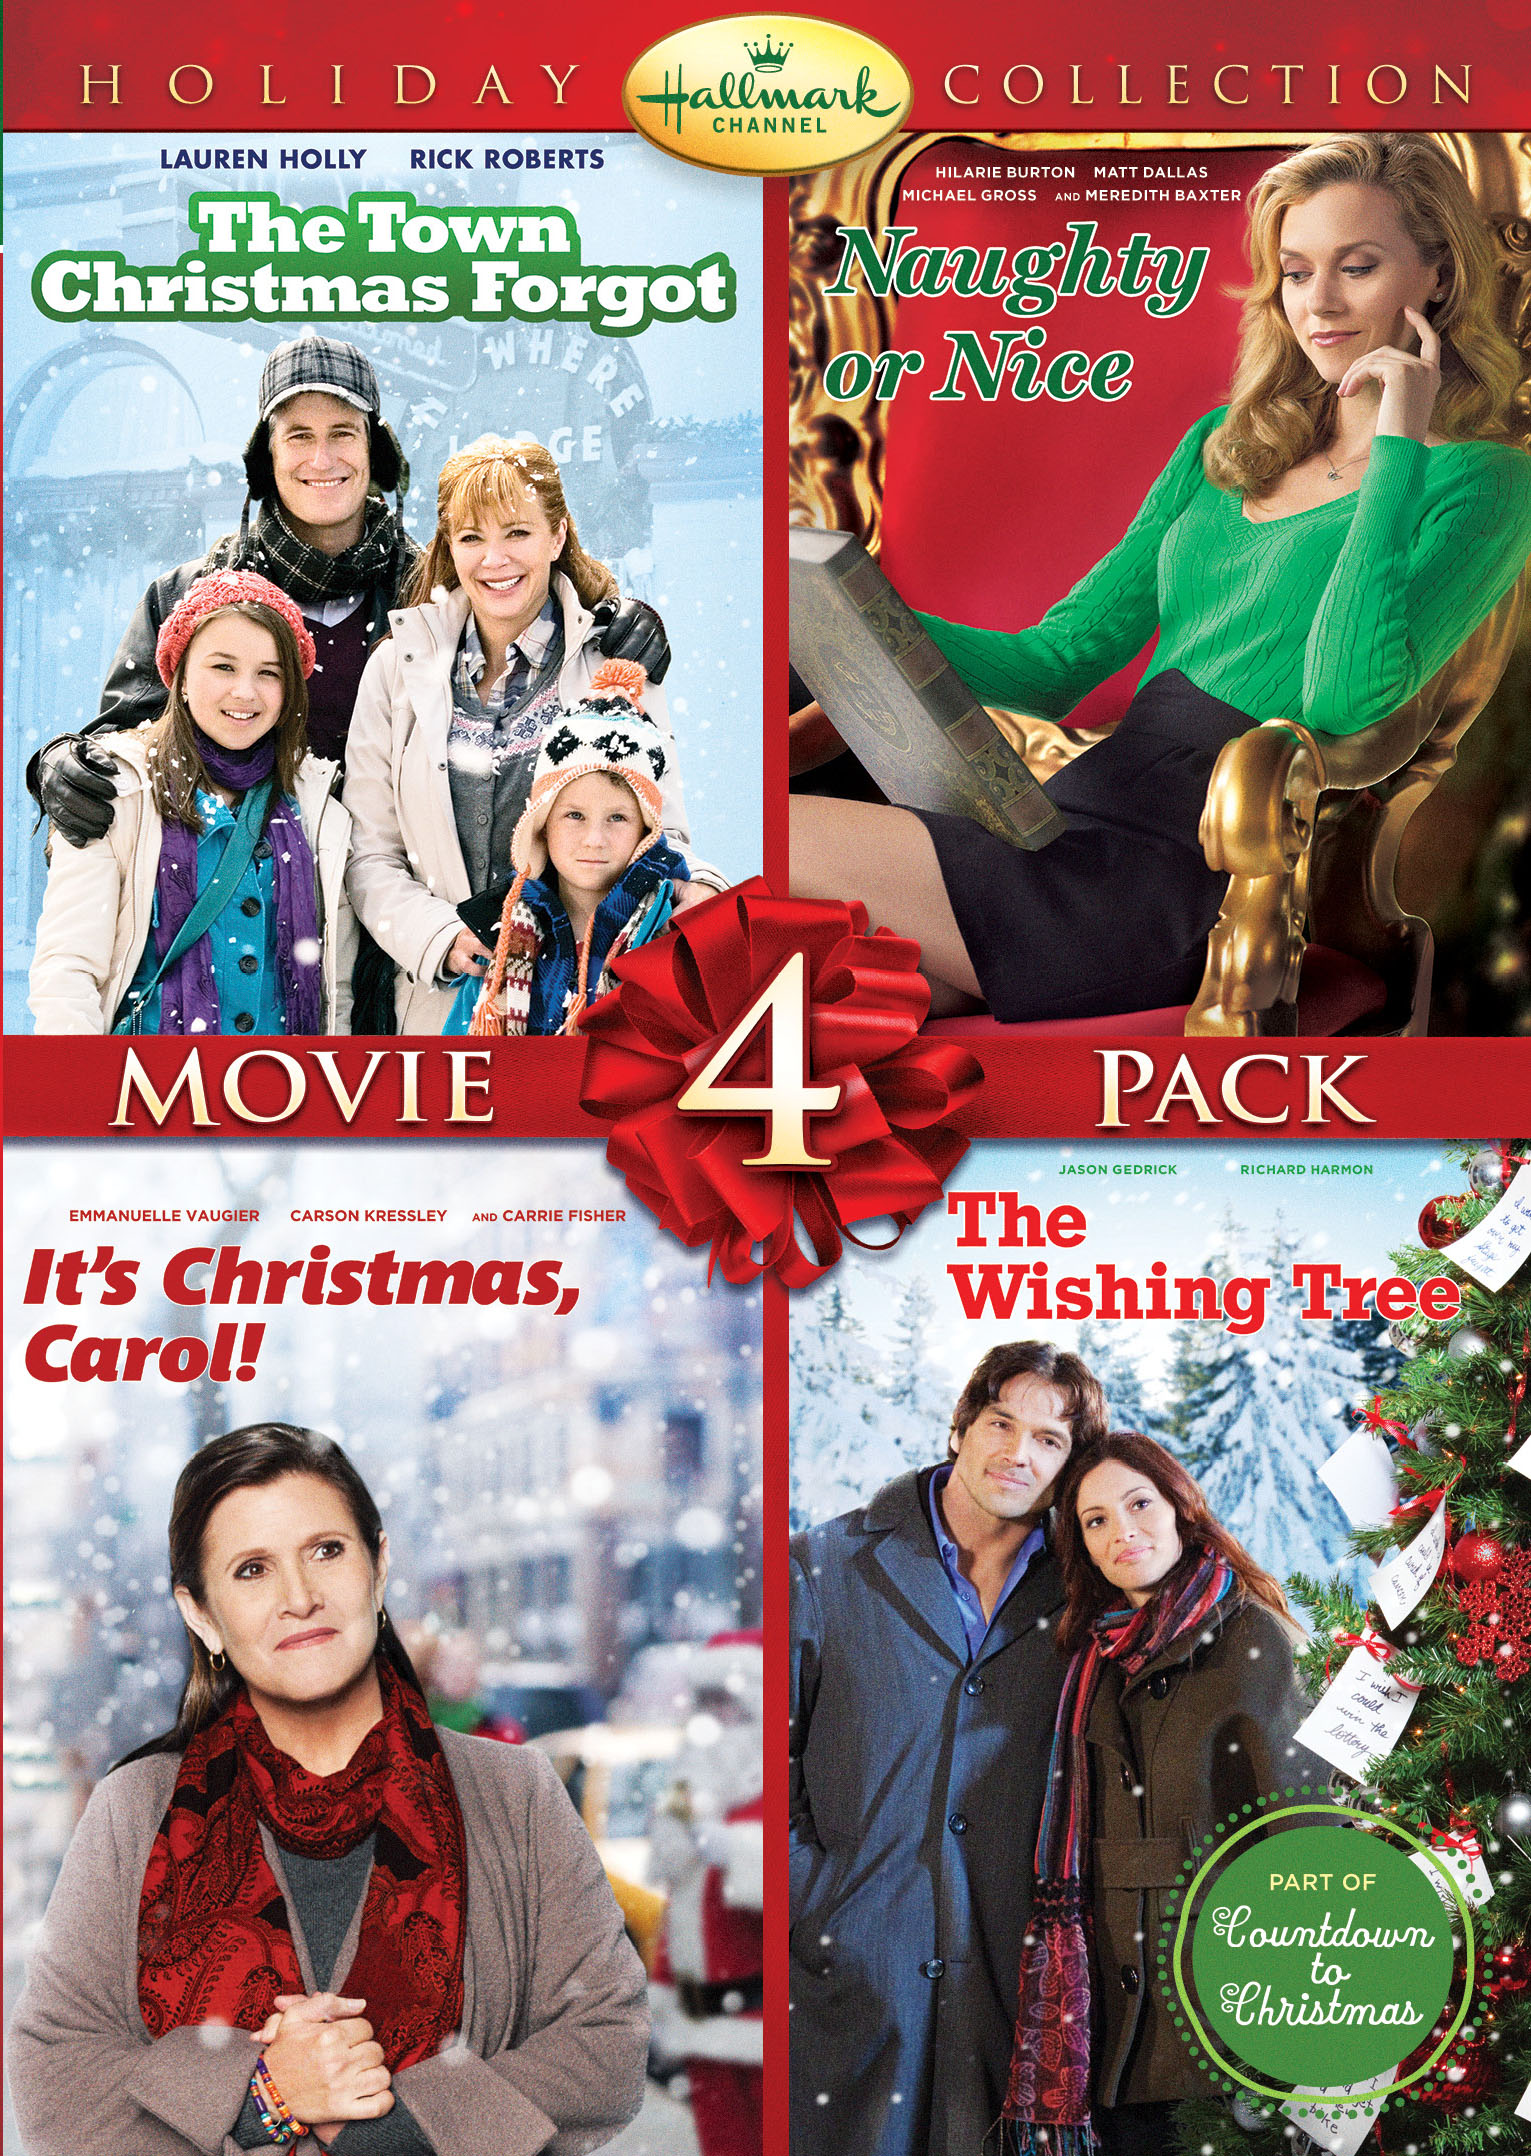 HOLIDAY Hallmark COLLECTION
CHANNEL
LAUREN HOLLY RICK ROBERTS
The Town
Christmas Forgot
WHERE
LODGE
HILARIE BURTON MATT DALLAS
MICHAEL GROSS AND MEREDITH BAXTER
Naughty
or Nice
MOVIE 4 PACK
EMMANUELLE VAUGIER CARSON KRESSLEY AND CARRIE FISHER
It's Christmas,
Carol!
JASON GEDRICK RICHARD HARMON
The
Wishing Tree
I wish I
could
win the
lottery
PART OF
Countdown
to
Christmas